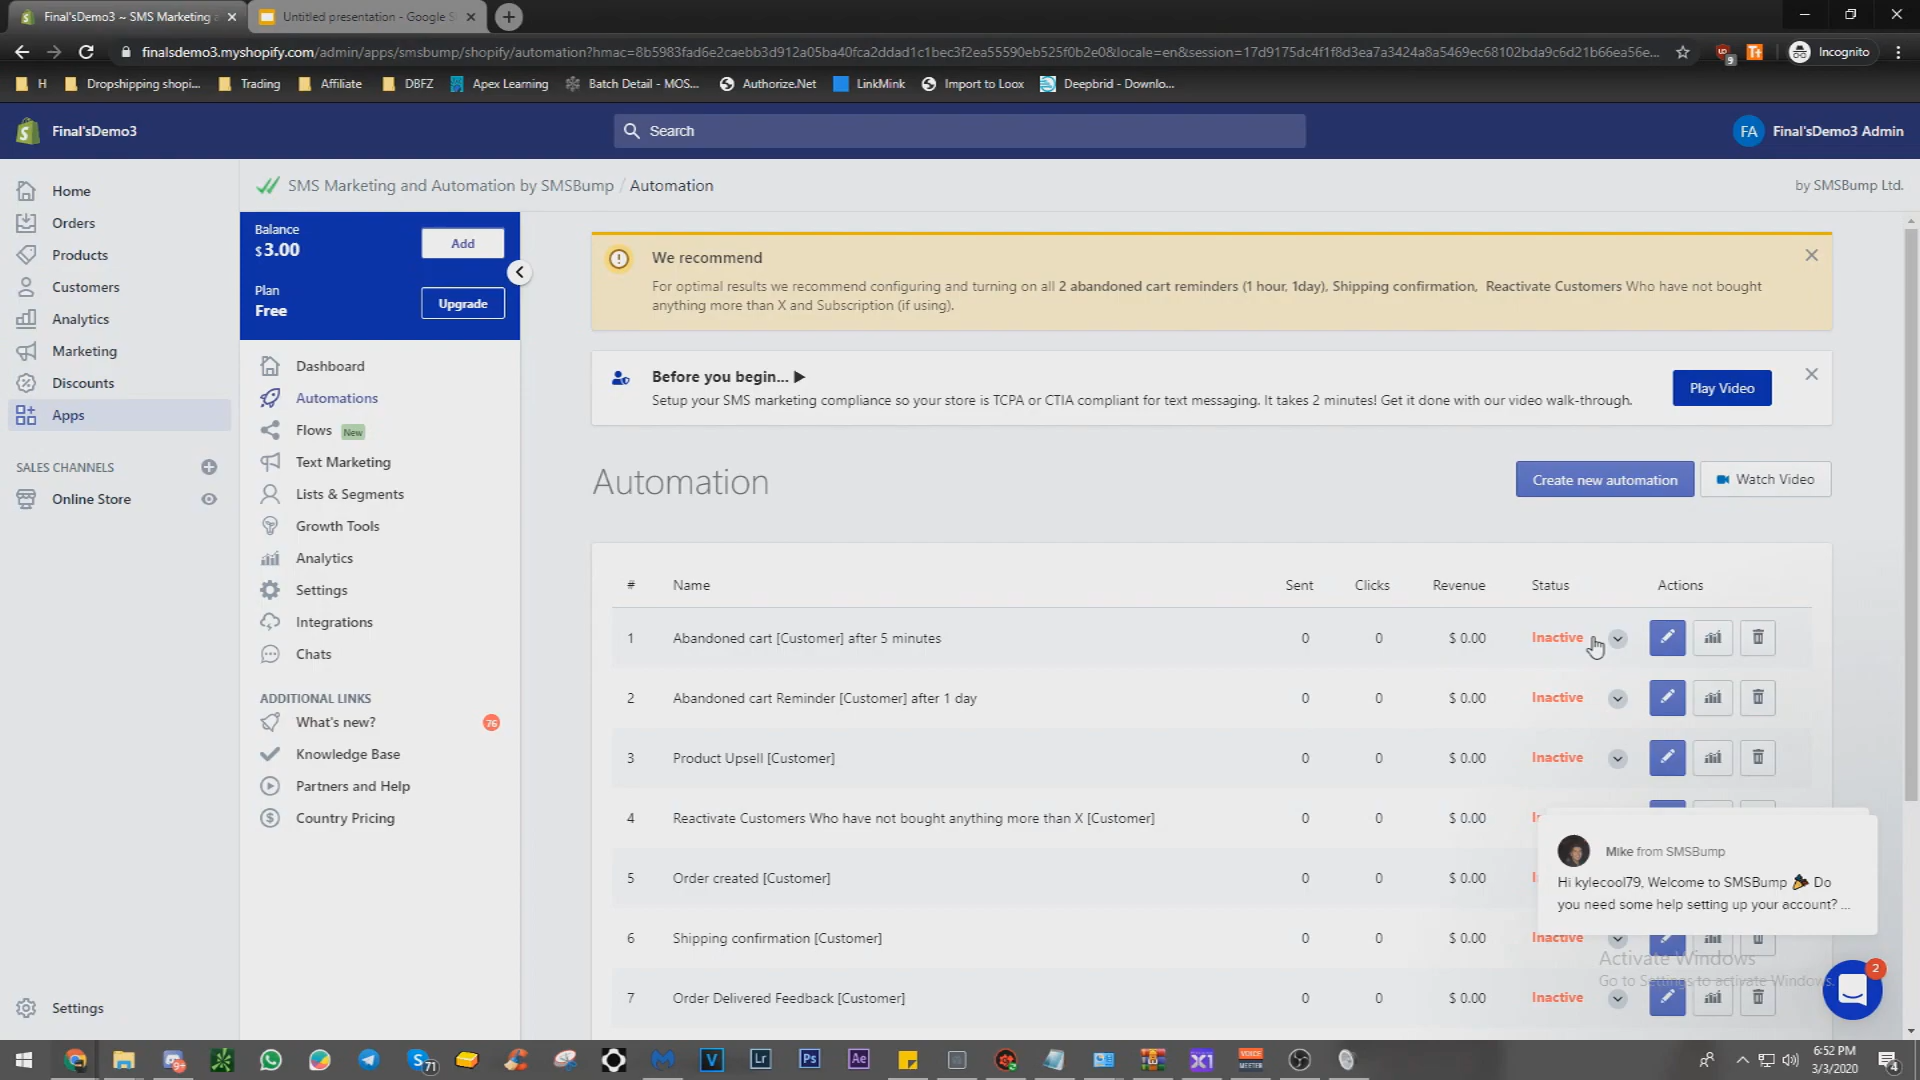 Final'sDemo3 ~ SMS Marketing
Untitled presentation - Google S
finalsdemo3.myshopify.com/admin/apps/smsbump/shopify/automation?hmac=8b5983fad6e2caebb3d912a05ba40fca2ddad1c1bec3f2ea55590eb525f0b2e0&locale=en&session=17d9175dc4f1f8d3ea7a3424a8a5469ec68102bda9c6d21b66ea56e...
9
Incognito
H
Dropshipping shopi...
Trading
Affiliate
DBFZ
Apex Learning
Batch Detail - MOS...
Authorize.Net
LinkMink
Import to Loox
Deepbrid - Downlo...
Final'sDemo3
Search
FA
Final'sDemo3 Admin
Home
Orders
Products
Customers
Analytics
Marketing
Discounts
Apps
SALES CHANNELS
Online Store
Settings
SMS Marketing and Automation by SMSBump / Automation
by SMSBump Ltd.
Balance
$3.00
Add
Plan
Free
Upgrade
Dashboard
Automations
Flows New
Text Marketing
Lists & Segments
Growth Tools
Analytics
Settings
Integrations
Chats
ADDITIONAL LINKS
What's new? 76
Knowledge Base
Partners and Help
Country Pricing
We recommend
For optimal results we recommend configuring and turning on all 2 abandoned cart reminders (1 hour, 1day), Shipping confirmation, Reactivate Customers Who have not bought
anything more than X and Subscription (if using).
Before you begin...
Setup your SMS marketing compliance so your store is TCPA or CTIA compliant for text messaging. It takes 2 minutes! Get it done with our video walk-through.
Play Video
Automation
Create new automation
Watch Video
# Name Sent Clicks Revenue Status Actions
1 Abandoned cart [Customer] after 5 minutes 0 0 $ 0.00 Inactive
2 Abandoned cart Reminder [Customer] after 1 day 0 0 $ 0.00 Inactive
3 Product Upsell [Customer] 0 0 $ 0.00 Inactive
4 Reactivate Customers Who have not bought anything more than X [Customer] 0 0 $ 0.00
5 Order created [Customer] 0 0 $ 0.00
6 Shipping confirmation [Customer] 0 0 $ 0.00 Inactive
7 Order Delivered Feedback [Customer] 0 0 $ 0.00 Inactive
Mike from SMSBump
Hi kylecool79, Welcome to SMSBump 🎉 Do
you need some help setting up your account? ...
Activate Windows
Go to Settings to activate Windows.
2
9+
71
V
Lr
Ps
Ae
X1
VOICE
6:52 PM
3/3/2020
4